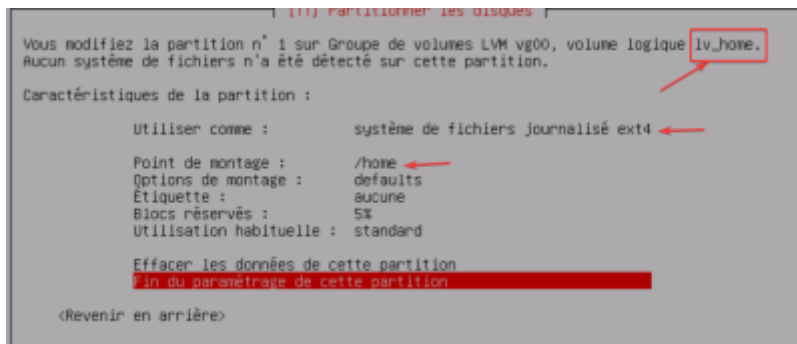 [!!] Partitionner les disques
Vous modifiez la partition n° 1 sur Groupe de volumes LVM vg00, volume logique lv_home.
Aucun système de fichiers n'a été détecté sur cette partition.
Caractéristiques de la partition :
Utiliser comme : système de fichiers journalisé ext4
Point de montage : /home
Options de montage : defaults
Étiquette : aucune
Blocs réservés : 5%
Utilisation habituelle : standard
Effacer les données de cette partition
Fin du paramétrage de cette partition
<Revenir en arrière>